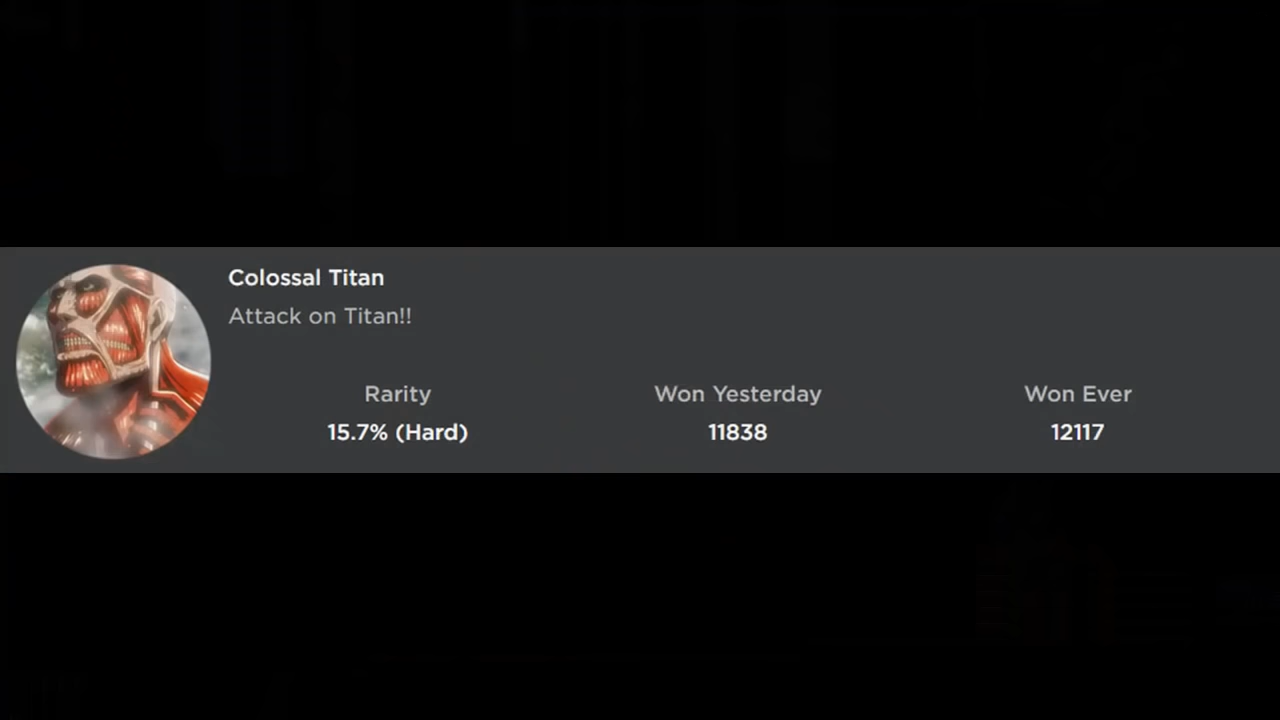 Colossal Titan
Attack on Titan!!
Rarity Won Yesterday Won Ever
15.7% (Hard) 11838 12117